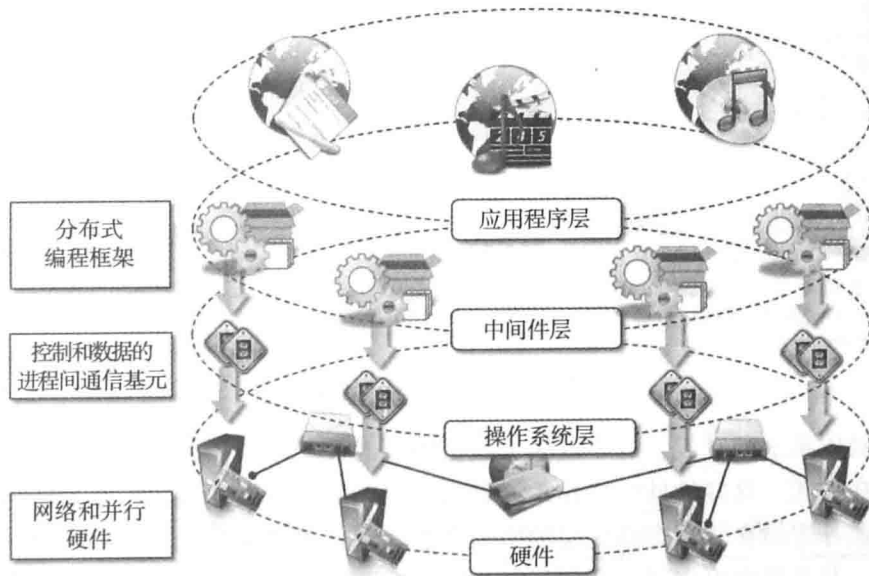 应用程序层
分布式
编程框架
中间件层
控制和数据的
进程间通信基元
操作系统层
网络和并行
硬件
硬件